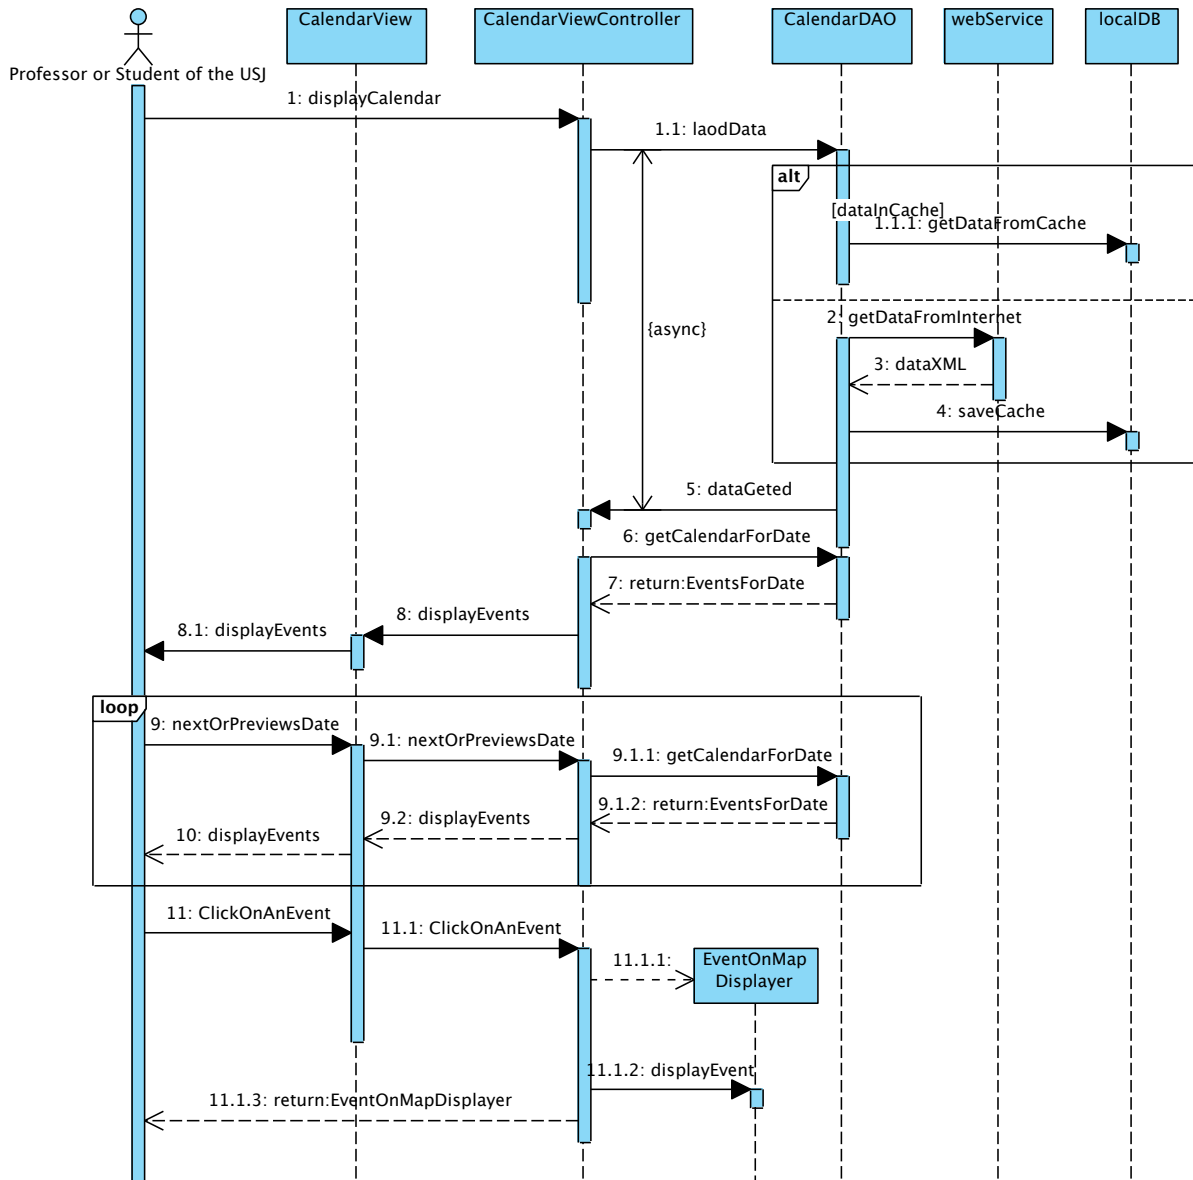 CalendarView
CalendarViewController
CalendarDAO
webService
localDB
Professor or Student of the USJ
1: displayCalendar
1.1: laodData
alt
[dataInCache]
1.1.1: getDataFromCache
2: getDataFromInternet
{async}
3: dataXML
4: saveCache
5: dataGeted
6: getCalendarForDate
7: return:EventsForDate
8: displayEvents
8.1: displayEvents
loop
9: nextOrPreviewsDate
9.1: nextOrPreviewsDate
9.1.1: getCalendarForDate
9.1.2: return:EventsForDate
9.2: displayEvents
10: displayEvents
11: ClickOnAnEvent
11.1: ClickOnAnEvent
11.1.1:
EventOnMap
Displayer
11.1.2: displayEvent
11.1.3: return:EventOnMapDisplayer